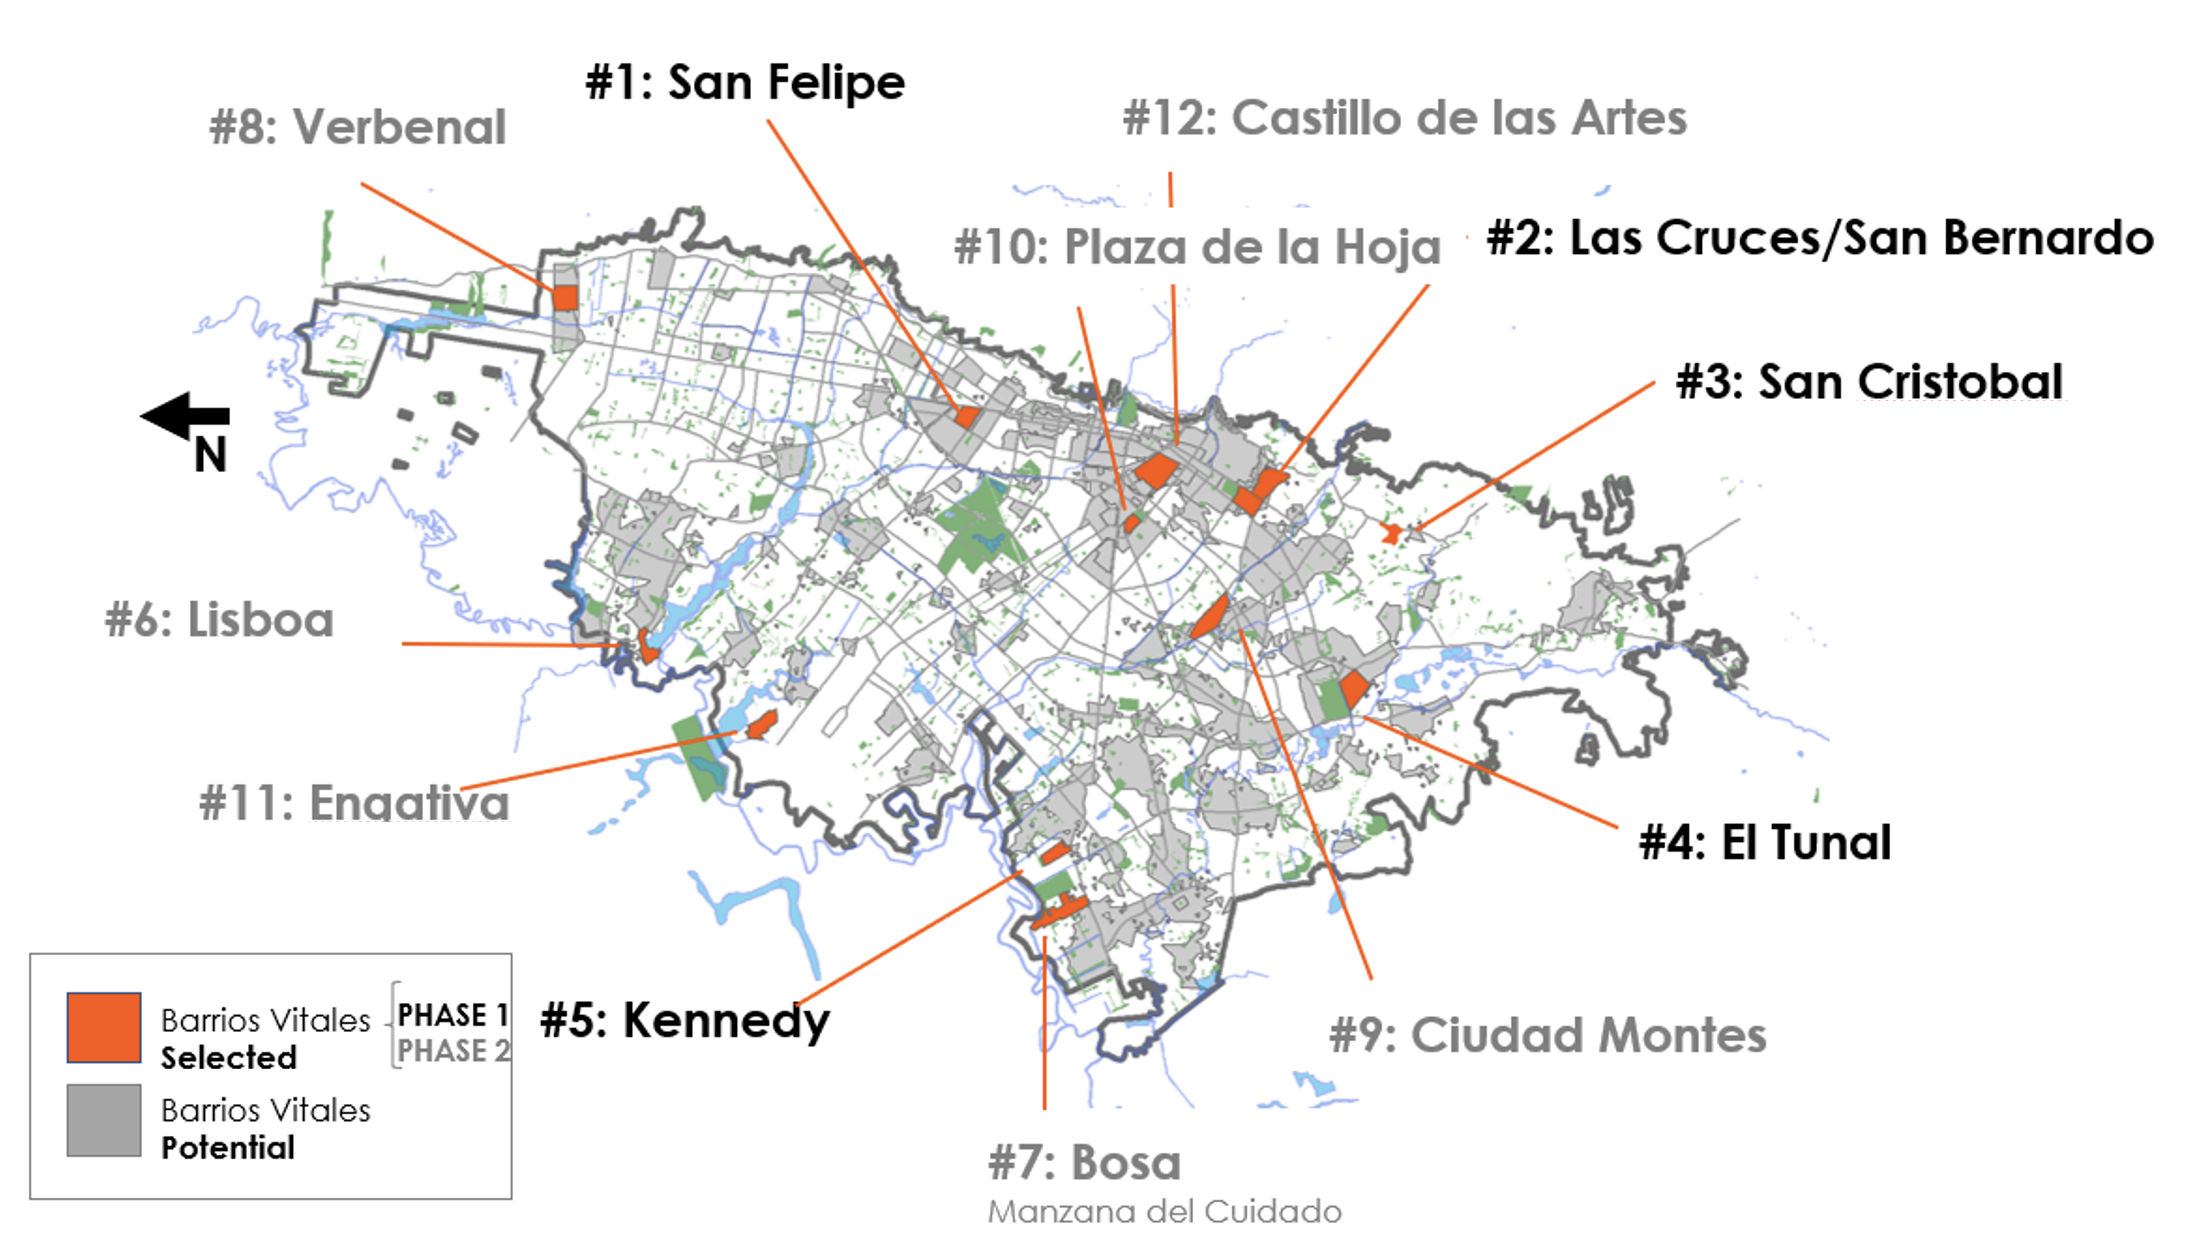 #1: San Felipe
#8: Verbenal
#12: Castillo de las Artes
#10: Plaza de la Hoja
#2: Las Cruces/San Bernardo
#3: San Cristobal
N
#6: Lisboa
#11: Engativa
#4: El Tunal
#5: Kennedy
#9: Ciudad Montes
#7: Bosa
Manzana del Cuidado
Barrios Vitales
Selected
PHASE 1
PHASE 2
Barrios Vitales
Potential